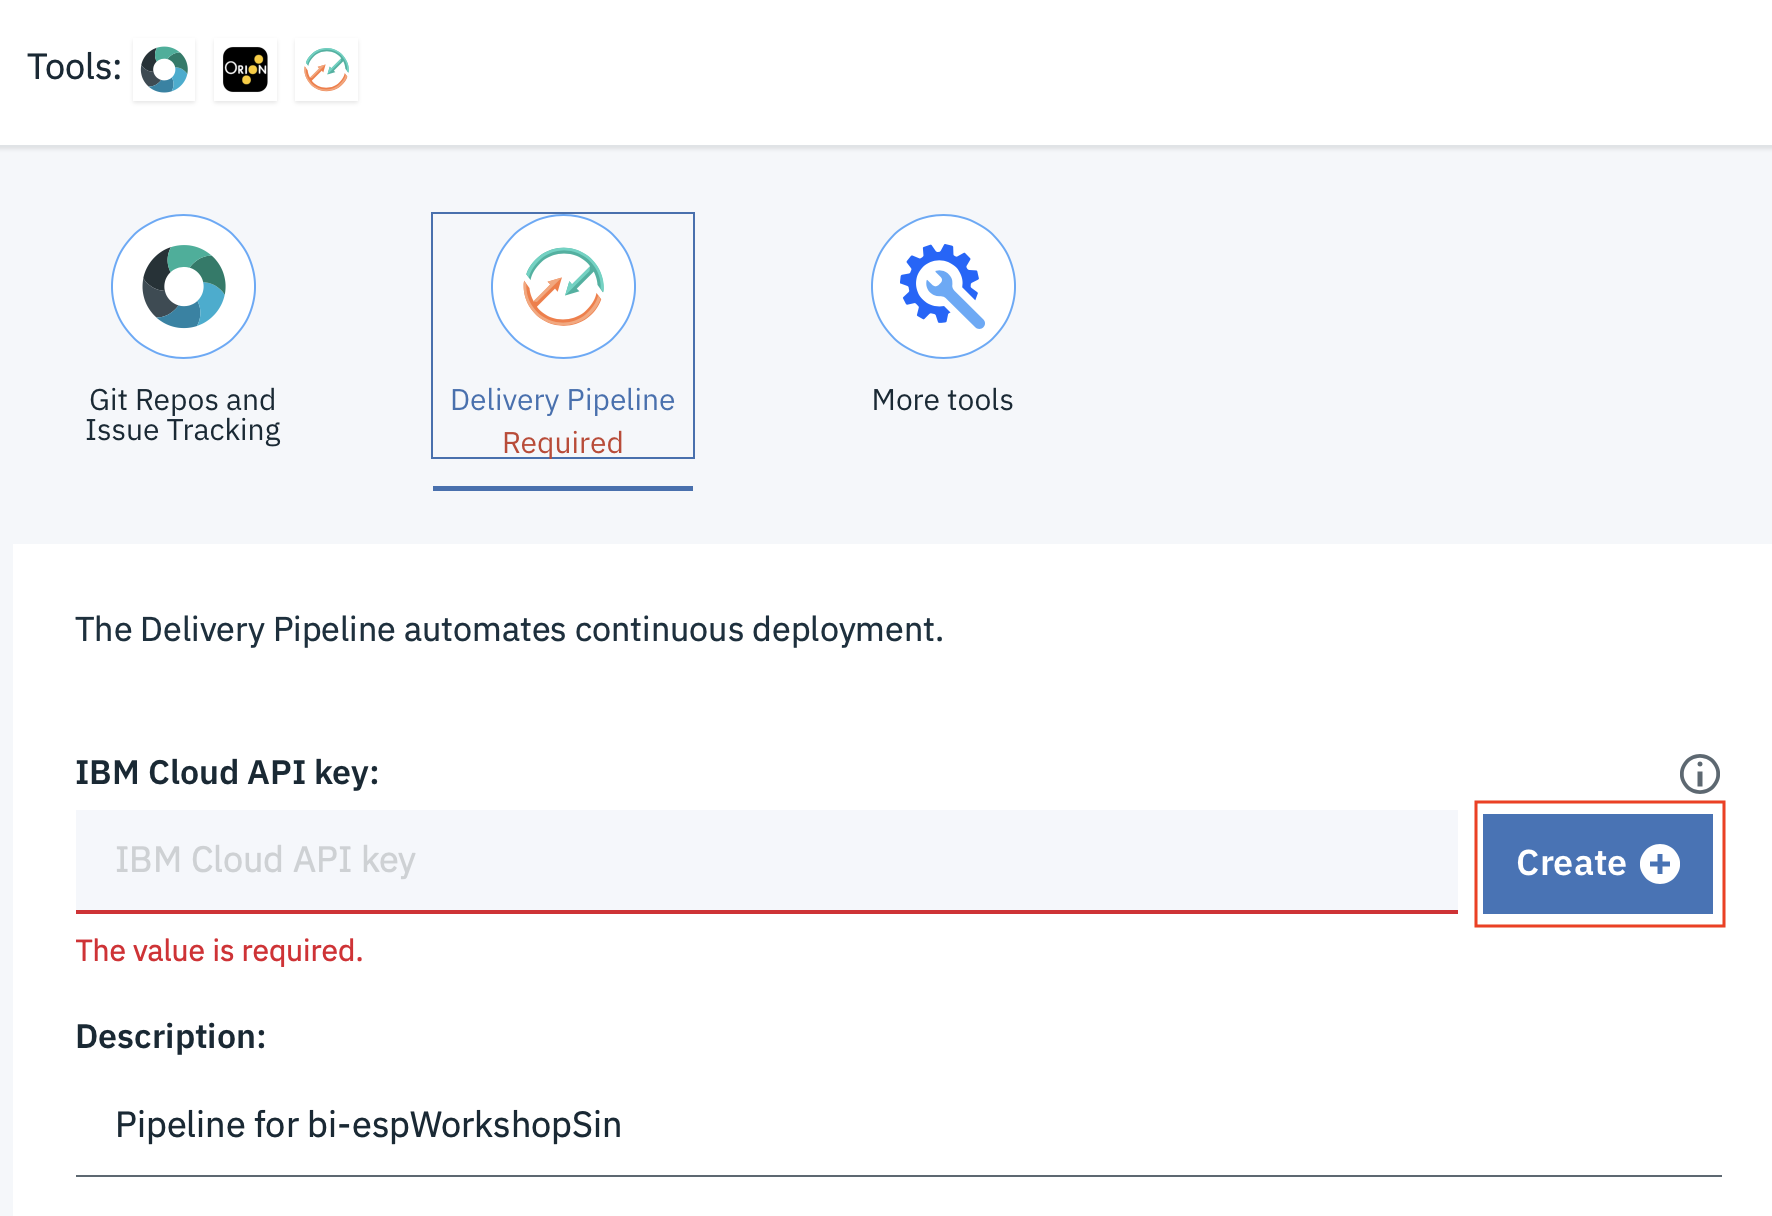 Tools:
ORION
Git Repos and
Issue Tracking
Delivery Pipeline
Required
More tools
The Delivery Pipeline automates continuous deployment.
IBM Cloud API key:
IBM Cloud API key
Create
The value is required.
Description:
Pipeline for bi-espWorkshopSin